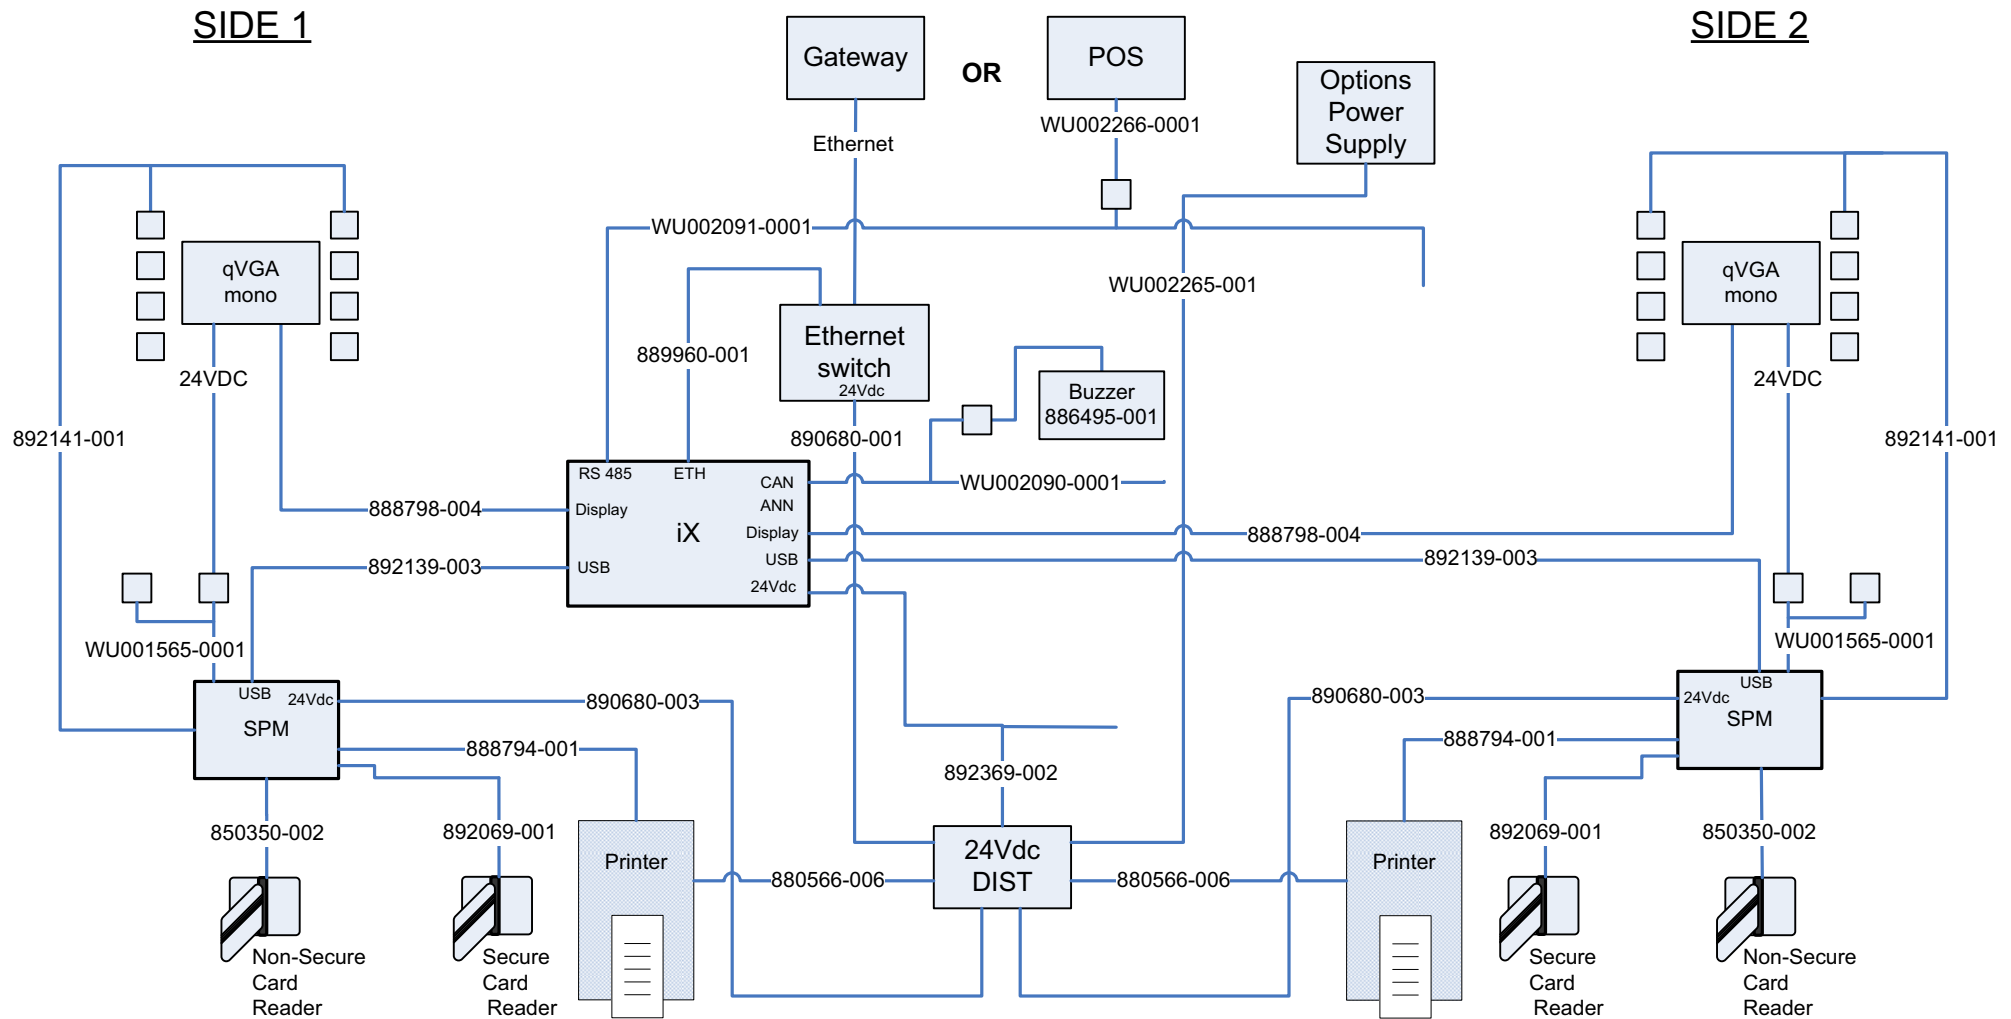 SIDE 1
SIDE 2
Gateway
OR
POS
Options
Power
Supply
WU002266-0001
Ethernet
WU002091-0001
qVGA
mono
WU002265-001
qVGA
mono
Ethernet
switch
24Vdc
889960-001
24VDC
Buzzer
886495-001
24VDC
892141-001
890680-001
892141-001
RS 485
ETH
CAN
ANN
Display
USB
24Vdc
Display
USB
iX
WU002090-0001
888798-004
888798-004
892139-003
892139-003
WU001565-0001
WU001565-0001
USB
24Vdc
SPM
890680-003
890680-003
USB
24Vdc
SPM
888794-001
888794-001
892369-002
850350-002
892069-001
892069-001
850350-002
Printer
880566-006
24Vdc
DIST
880566-006
Printer
Non-Secure
Card
Reader
Secure
Card
Reader
Secure
Card
Reader
Non-Secure
Card
Reader